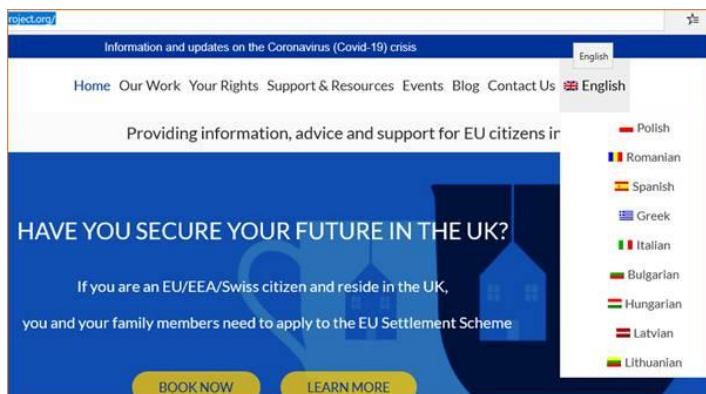 roject.org/
Information and updates on the Coronavirus (Covid-19) crisis
English
Home Our Work Your Rights Support & Resources Events Blog Contact Us English
Providing information, advice and support for EU citizens in
Polish
Romanian
Spanish
Greek
Italian
Bulgarian
Hungarian
Latvian
Lithuanian
HAVE YOU SECURE YOUR FUTURE IN THE UK?
If you are an EU/EEA/Swiss citizen and reside in the UK,
you and your family members need to apply to the EU Settlement Scheme
BOOK NOW LEARN MORE